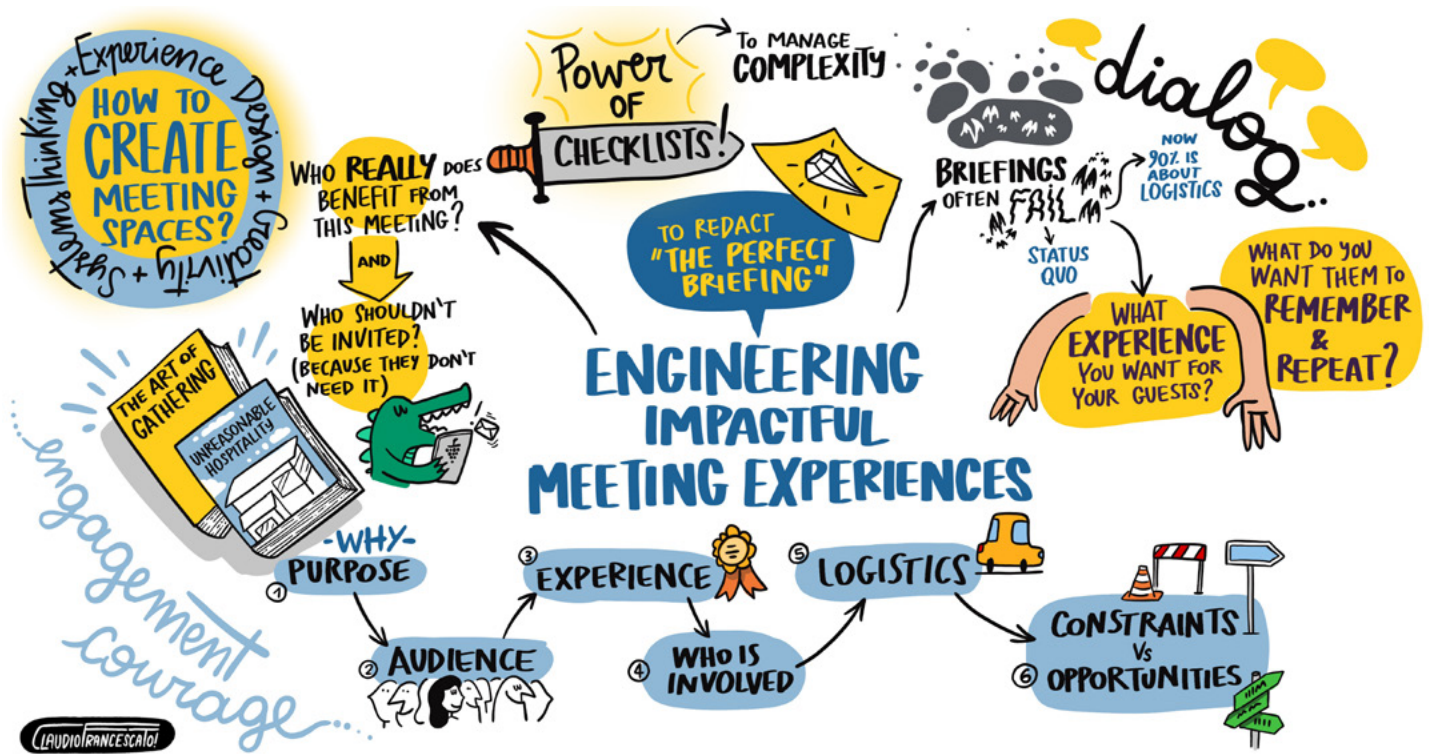 Experience Design + Creativity + Systems Thinking +
HOW TO
CREATE
MEETING
SPACES?
WHO REALLY DOES
BENEFIT FROM
THIS MEETING?
AND
WHO SHOULDN'T
BE INVITED?
(BECAUSE THEY DON'T
NEED IT)
Power
OF
CHECKLISTS!
TO MANAGE
COMPLEXITY
TO REDACT
"THE PERFECT
BRIEFING"
BRIEFINGS
OFTEN FAIL
NOW
90% IS
ABOUT
LOGISTICS
STATUS
QUO
dialog...
WHAT
EXPERIENCE
YOU WANT FOR
YOUR GUESTS?
WHAT DO YOU
WANT THEM TO
REMEMBER
&
REPEAT?
THE ART OF
GATHERING
UNREASONABLE
HOSPITALITY
...engagement
courage...
ENGINEERING
IMPACTFUL
MEETING EXPERIENCES
-WHY-
1 PURPOSE
2 AUDIENCE
3 EXPERIENCE
4 WHO IS
INVOLVED
5 LOGISTICS
CONSTRAINTS
VS
6 OPPORTUNITIES
CLAUDIOFRANCESCATO!